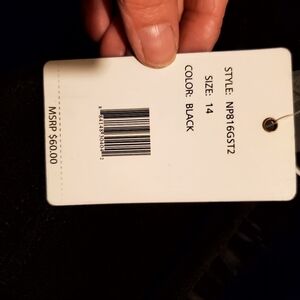 STYLE: NP816GST2
SIZE: 14
COLOR: BLACK
MSRP $60.00